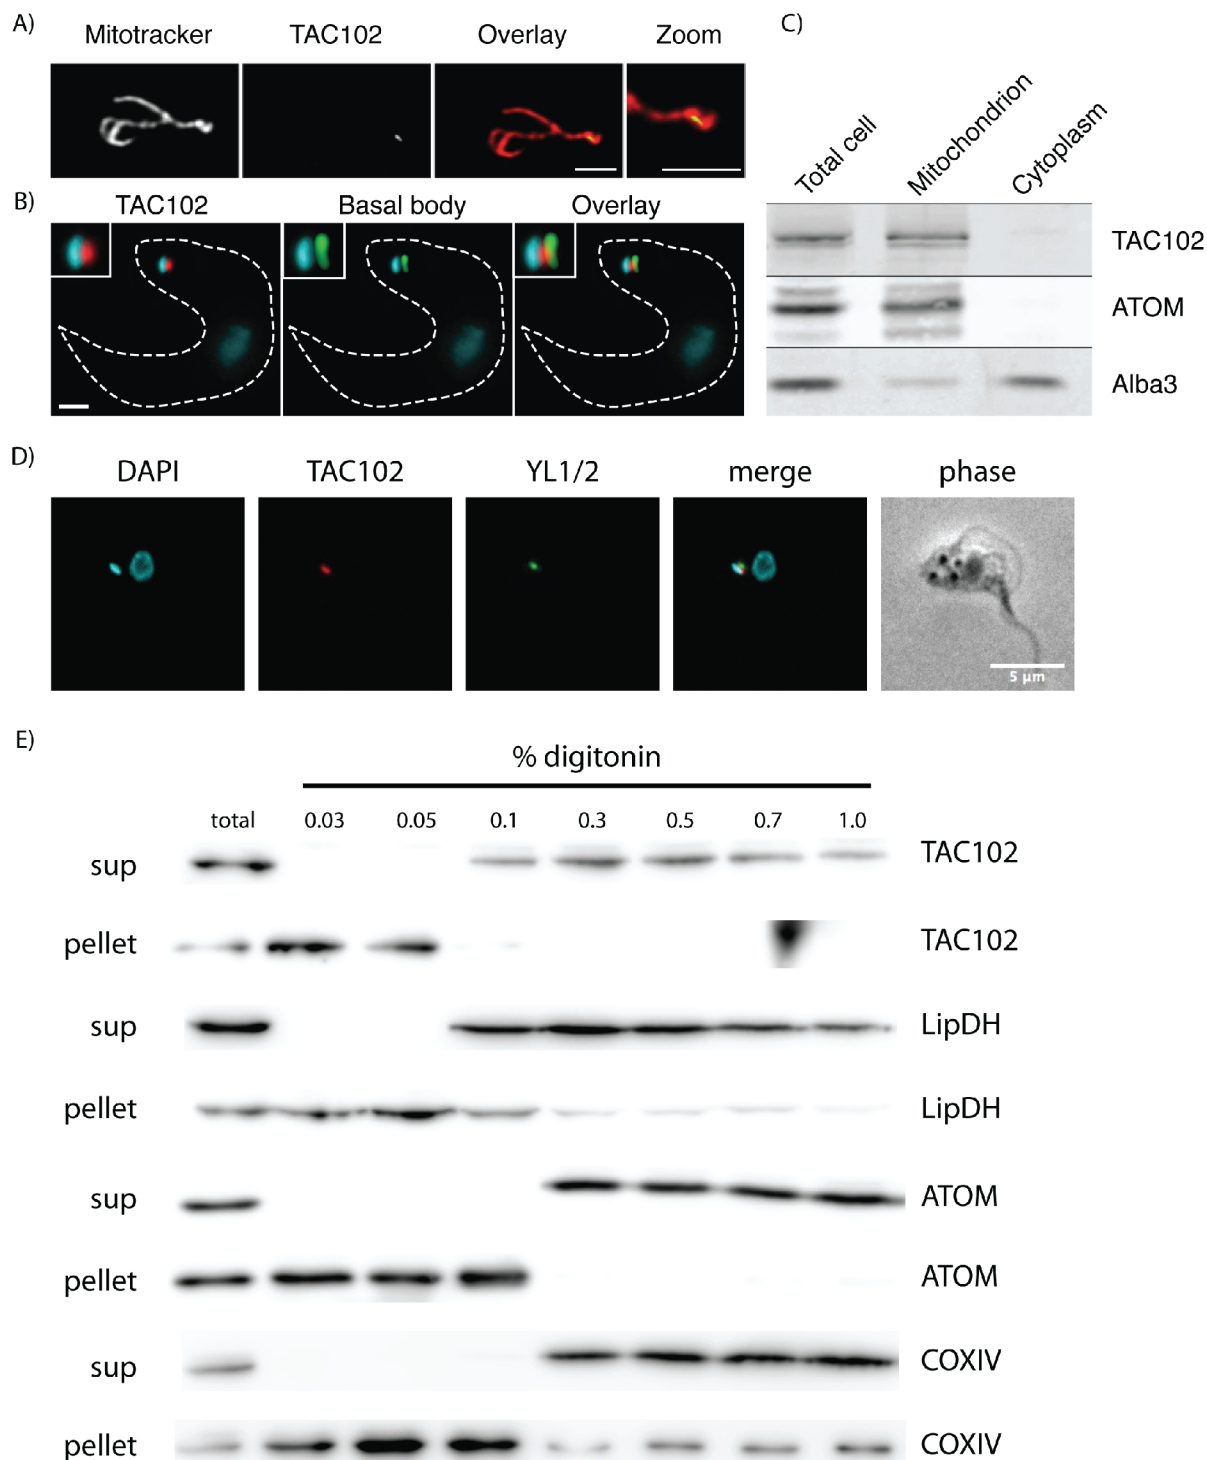 A)
Mitotracker TAC102 Overlay Zoom
B)
TAC102 Basal body Overlay
C)
Total cell Mitochondrion Cytoplasm
TAC102
ATOM
Alba3
D)
DAPI TAC102 YL1/2 merge phase
5 µm
E)
% digitonin
total 0.03 0.05 0.1 0.3 0.5 0.7 1.0
sup TAC102
pellet TAC102
sup LipDH
pellet LipDH
sup ATOM
pellet ATOM
sup COXIV
pellet COXIV